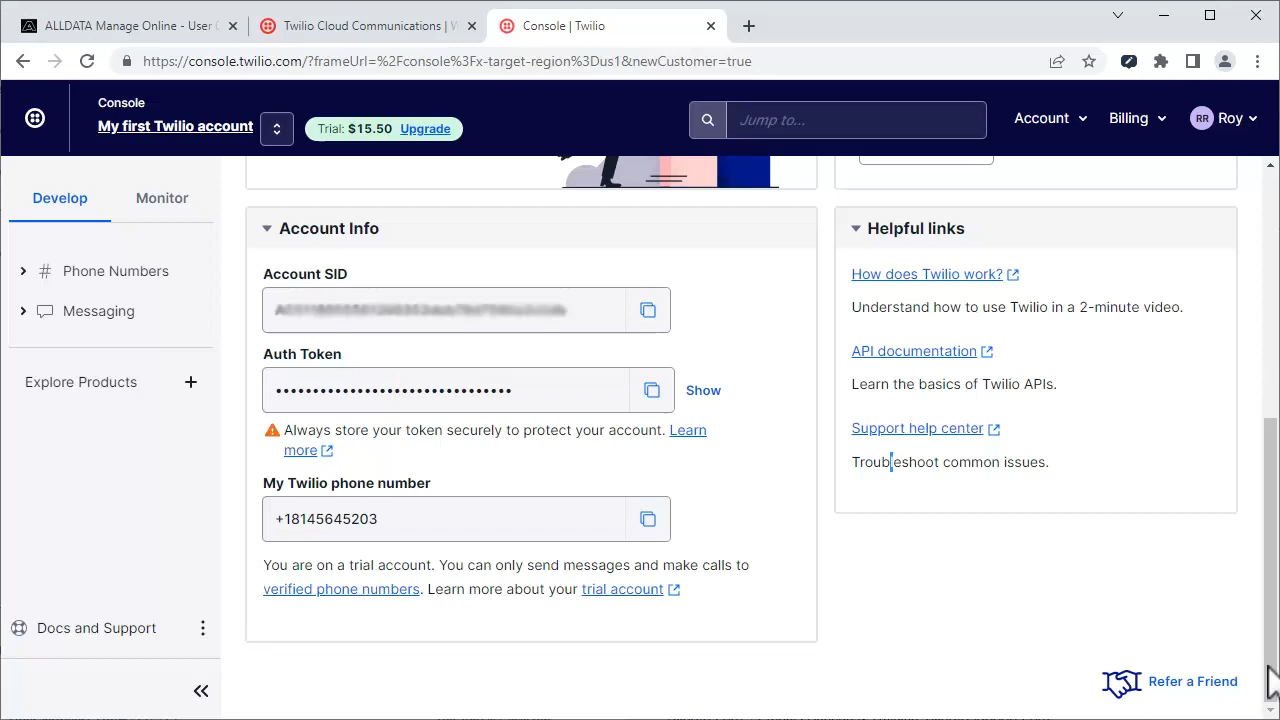 ALLDATA Manage Online - User
Twilio Cloud Communications |
Console | Twilio
https://console.twilio.com/?frameUrl=%2Fconsole%3Fx-target-region%3Dus1&newCustomer=true
Console
My first Twilio account
Trial: $15.50 Upgrade
Jump to...
Account
Billing
RR
Roy
Develop
Monitor
# Phone Numbers
Messaging
Explore Products +
Docs and Support
Account Info
Account SID
Auth Token
••••••••••••••••••••••••••••••••
Show
Always store your token securely to protect your account. Learn
more
My Twilio phone number
+18145645203
You are on a trial account. You can only send messages and make calls to
verified phone numbers. Learn more about your trial account
Helpful links
How does Twilio work?
Understand how to use Twilio in a 2-minute video.
API documentation
Learn the basics of Twilio APIs.
Support help center
Troubleshoot common issues.
Refer a Friend